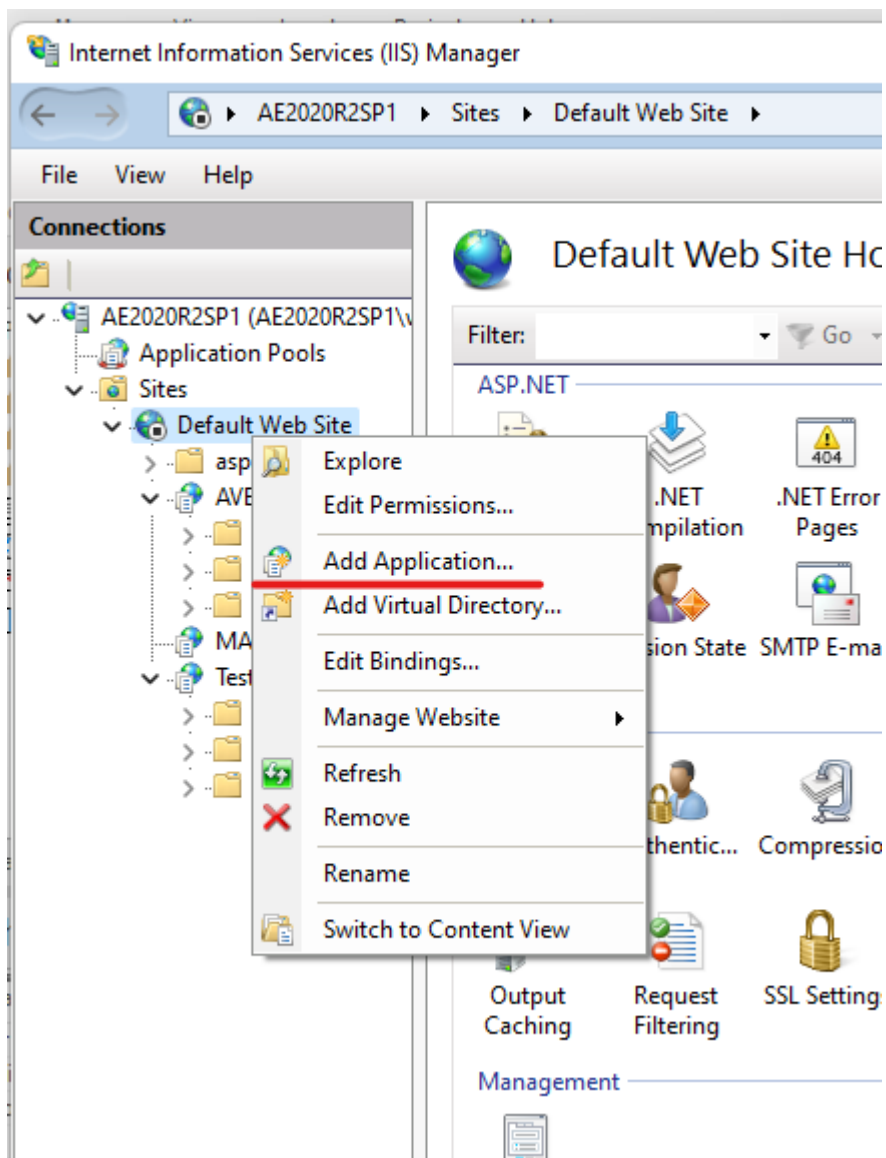 Internet Information Services (IIS) Manager
AE2020R2SP1 Sites Default Web Site
File View Help
Connections
AE2020R2SP1 (AE2020R2SP1\
Application Pools
Sites
Default Web Site
asp
AVE
MA
Test
Explore
Edit Permissions...
Add Application...
Add Virtual Directory...
Edit Bindings...
Manage Website
Refresh
Remove
Rename
Switch to Content View
Default Web Site Ho
Filter: Go
ASP.NET
404
.NET .NET Error
mpilation Pages
sion State SMTP E-ma
thentic... Compressio
Output Request SSL Setting
Caching Filtering
Management